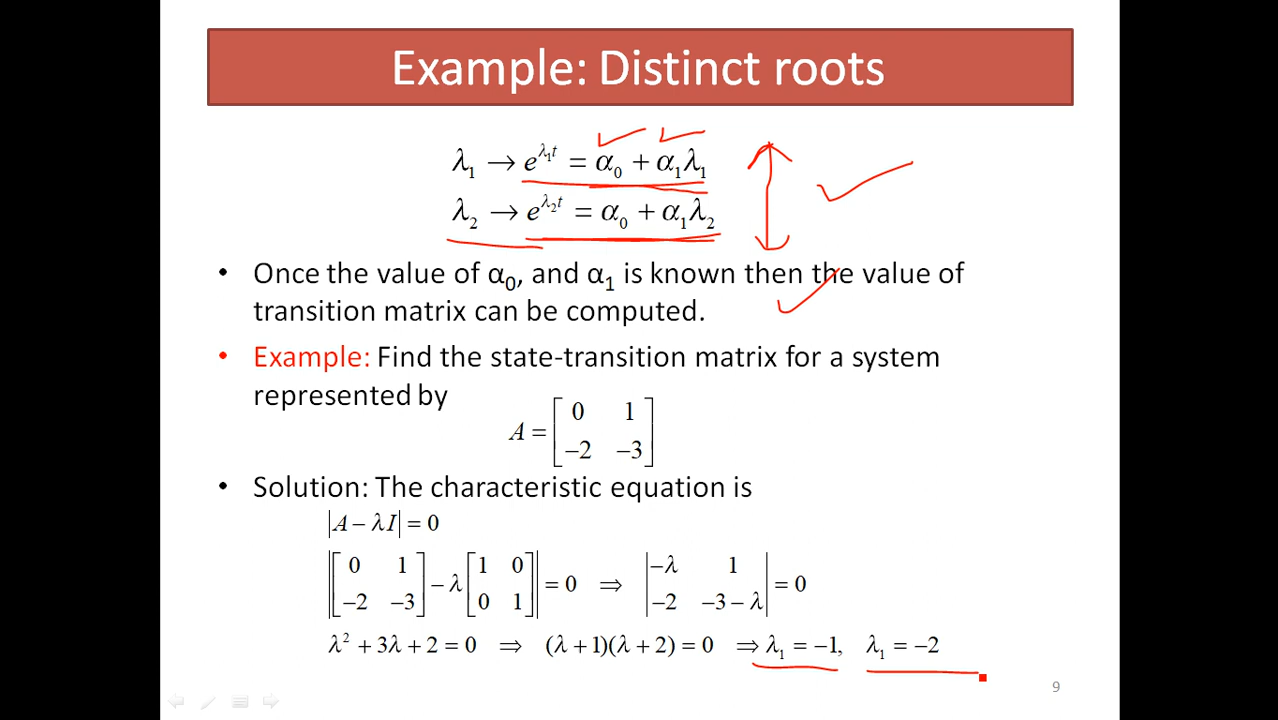 Example: Distinct roots
λ₁ → e^{λ₁t} = α₀ + α₁λ₁
λ₂ → e^{λ₂t} = α₀ + α₁λ₂
• Once the value of α₀, and α₁ is known then the value of
transition matrix can be computed.
• Example: Find the state-transition matrix for a system
represented by
A = [0 1; −2 −3]
• Solution: The characteristic equation is
|A − λI| = 0
|[0 1; −2 −3] − λ[1 0; 0 1]| = 0 ⇒ |−λ 1; −2 −3 − λ| = 0
λ² + 3λ + 2 = 0 ⇒ (λ + 1)(λ + 2) = 0 ⇒ λ₁ = −1, λ₁ = −2
9